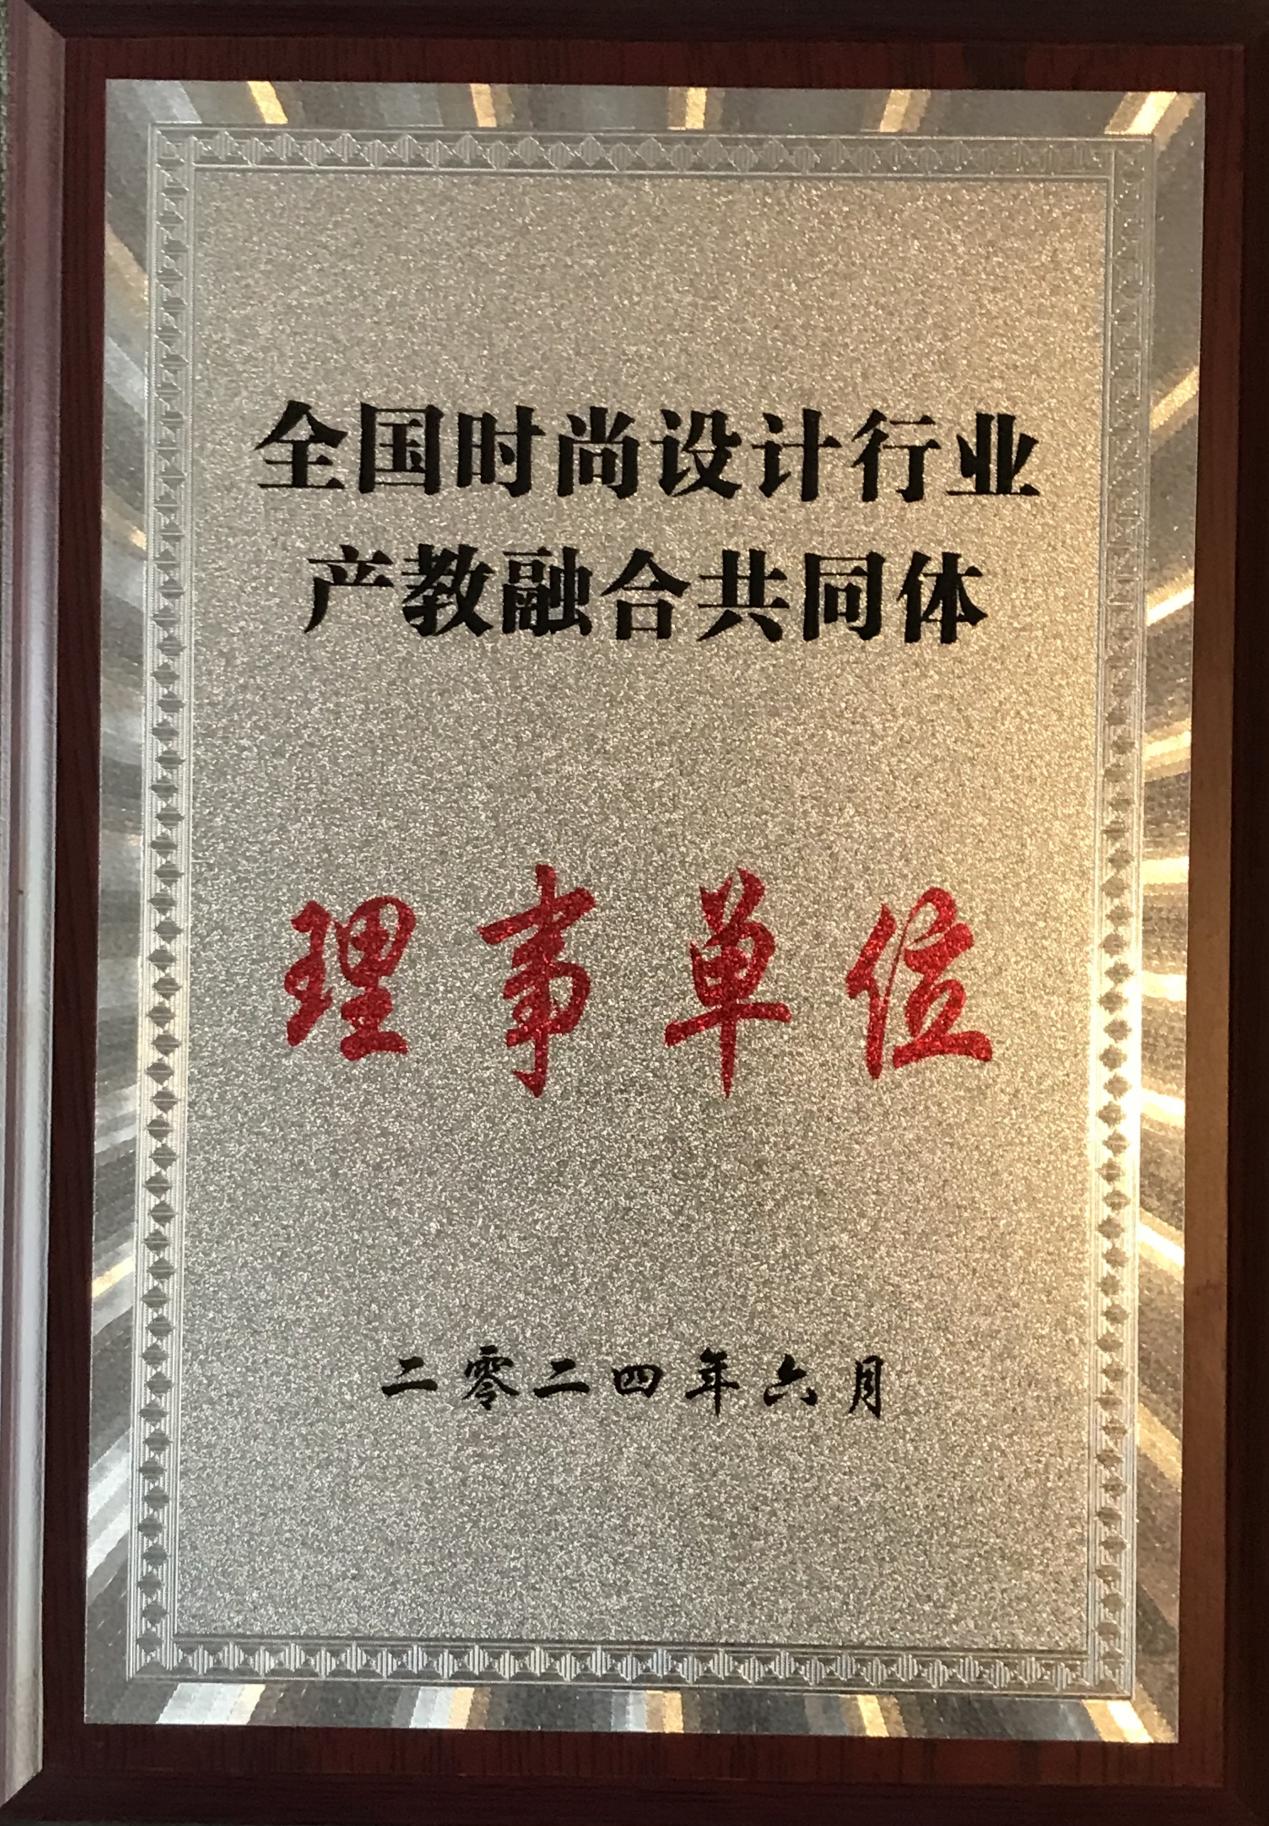 全国时尚设计行业
产教融合共同体
理事单位
二零二四年六月